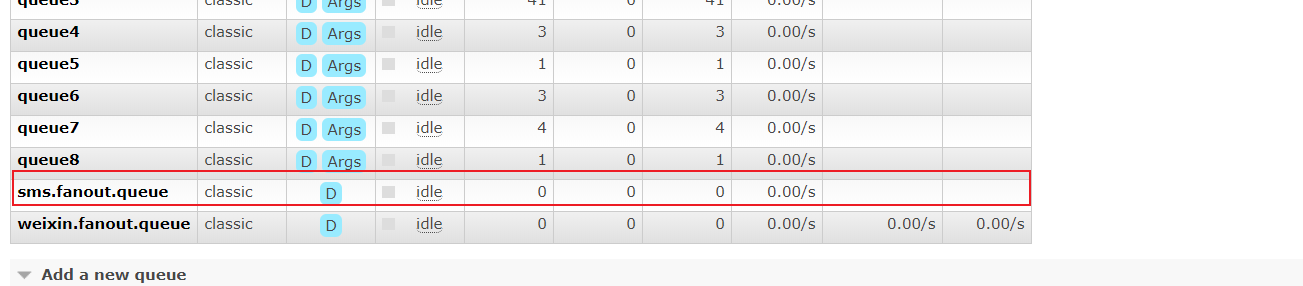 queue3 classic D Args idle 41 0 41 0.00/s
queue4 classic D Args idle 3 0 3 0.00/s
queue5 classic D Args idle 1 0 1 0.00/s
queue6 classic D Args idle 3 0 3 0.00/s
queue7 classic D Args idle 4 0 4 0.00/s
queue8 classic D Args idle 1 0 1 0.00/s
sms.fanout.queue classic D idle 0 0 0 0.00/s
weixin.fanout.queue classic D idle 0 0 0 0.00/s 0.00/s 0.00/s
Add a new queue